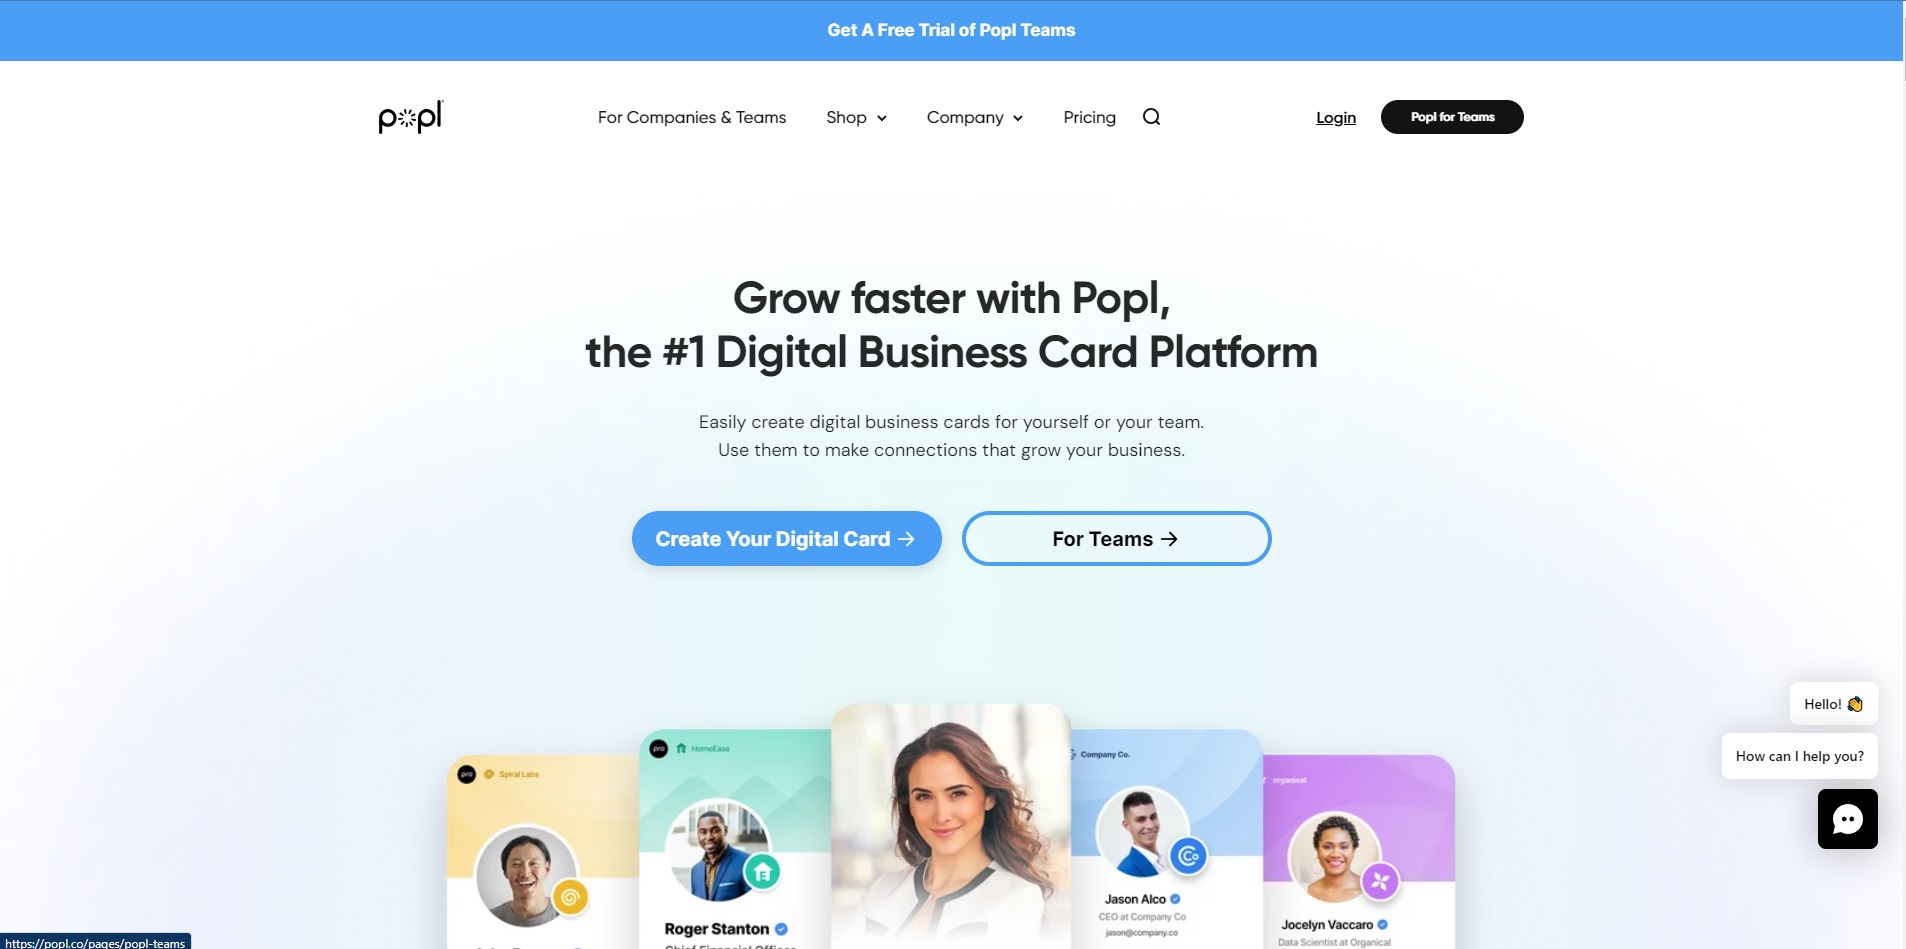 Get A Free Trial of Popl Teams
popl
For Companies & Teams
Shop
Company
Pricing
Login
Popl for Teams
Grow faster with Popl,
the #1 Digital Business Card Platform
Easily create digital business cards for yourself or your team.
Use them to make connections that grow your business.
Create Your Digital Card →
For Teams →
Hello! 👋
How can I help you?
pro
Spiral Labs
pro
HomeEase
Roger Stanton
Company Co.
Jason Alco
CEO at Company Co
jason@company.co
organical
Jocelyn Vaccaro
Data Scientist at Organical
https://popl.co/pages/popl-teams